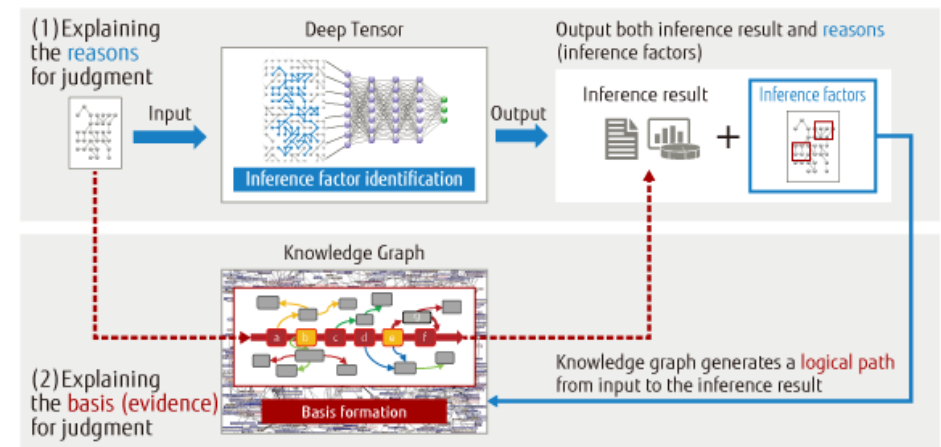 (1) Explaining
the reasons
for judgment
Input
Deep Tensor
Inference factor identification
Output
Output both inference result and reasons
(inference factors)
Inference result
+
Inference factors
Knowledge Graph
a b c d e f
g
Basis formation
(2) Explaining
the basis (evidence)
for judgment
Knowledge graph generates a logical path
from input to the inference result